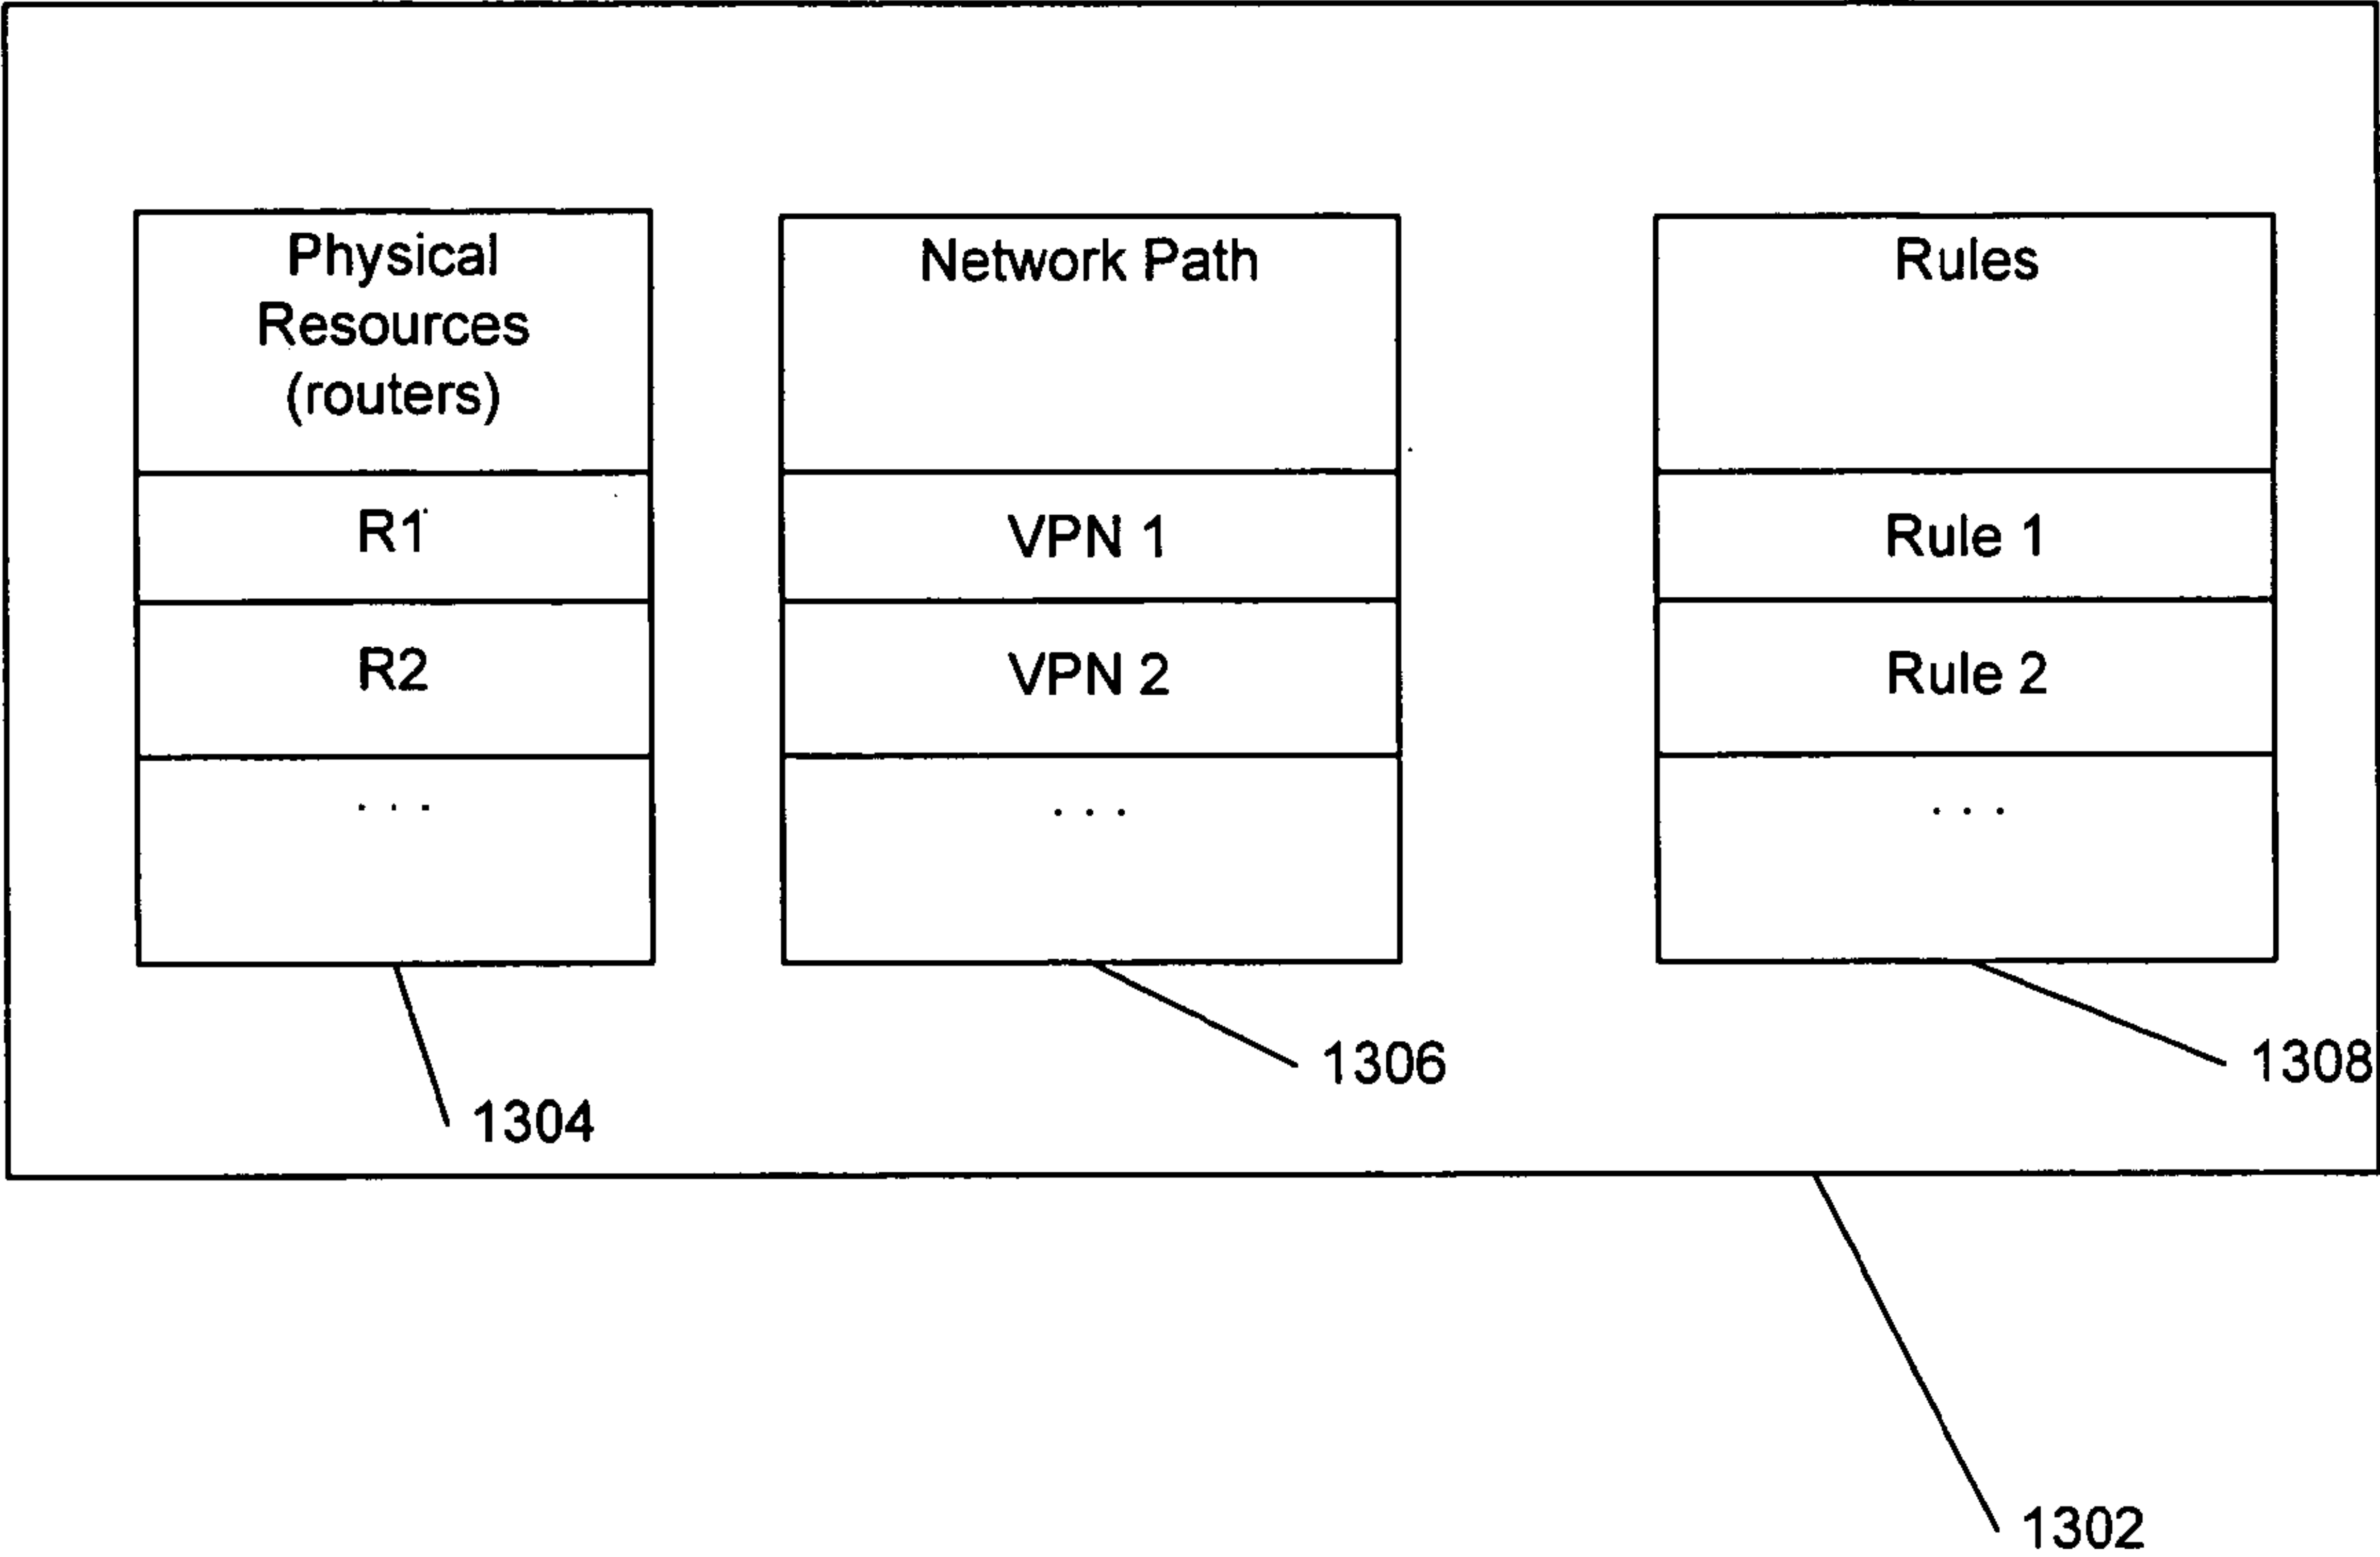 Physical
Resources
(routers)
R1
R2
. . .
1304
Network Path
VPN 1
VPN 2
. . .
1306
Rules
Rule 1
Rule 2
. . .
1308
1302